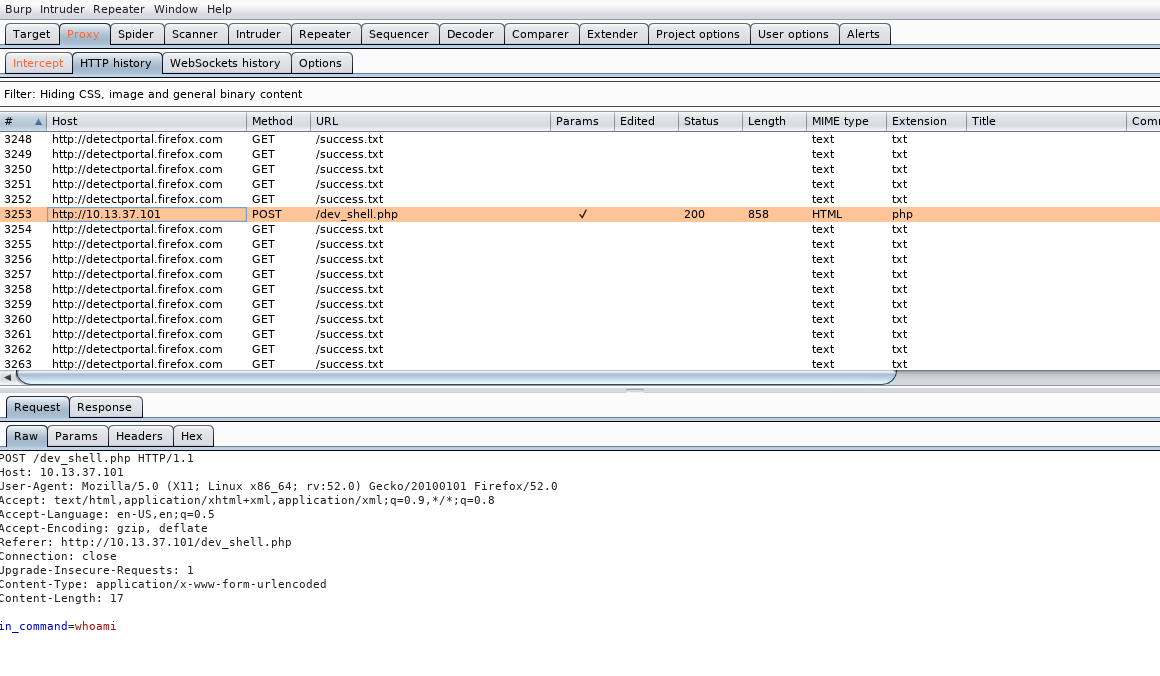 Burp Intruder Repeater Window Help
Target Proxy Spider Scanner Intruder Repeater Sequencer Decoder Comparer Extender Project options User options Alerts
Intercept HTTP history WebSockets history Options
Filter: Hiding CSS, image and general binary content
# Host Method URL Params Edited Status Length MIME type Extension Title Comm
3248 http://detectportal.firefox.com GET /success.txt text txt
3249 http://detectportal.firefox.com GET /success.txt text txt
3250 http://detectportal.firefox.com GET /success.txt text txt
3251 http://detectportal.firefox.com GET /success.txt text txt
3252 http://detectportal.firefox.com GET /success.txt text txt
3253 http://10.13.37.101 POST /dev_shell.php ✓ 200 858 HTML php
3254 http://detectportal.firefox.com GET /success.txt text txt
3255 http://detectportal.firefox.com GET /success.txt text txt
3256 http://detectportal.firefox.com GET /success.txt text txt
3257 http://detectportal.firefox.com GET /success.txt text txt
3258 http://detectportal.firefox.com GET /success.txt text txt
3259 http://detectportal.firefox.com GET /success.txt text txt
3260 http://detectportal.firefox.com GET /success.txt text txt
3261 http://detectportal.firefox.com GET /success.txt text txt
3262 http://detectportal.firefox.com GET /success.txt text txt
3263 http://detectportal.firefox.com GET /success.txt text txt
Request Response
Raw Params Headers Hex
POST /dev_shell.php HTTP/1.1
Host: 10.13.37.101
User-Agent: Mozilla/5.0 (X11; Linux x86_64; rv:52.0) Gecko/20100101 Firefox/52.0
Accept: text/html,application/xhtml+xml,application/xml;q=0.9,*/*;q=0.8
Accept-Language: en-US,en;q=0.5
Accept-Encoding: gzip, deflate
Referer: http://10.13.37.101/dev_shell.php
Connection: close
Upgrade-Insecure-Requests: 1
Content-Type: application/x-www-form-urlencoded
Content-Length: 17
in_command=whoami